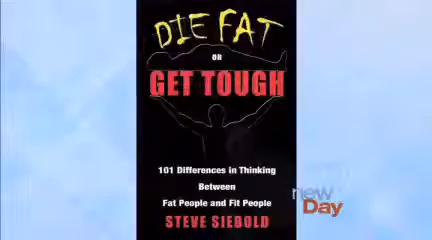 DIE FAT
OR
GET TOUGH
101 Differences in Thinking
Between
Fat People and Fit People
STEVE SIEBOLD
new
Day